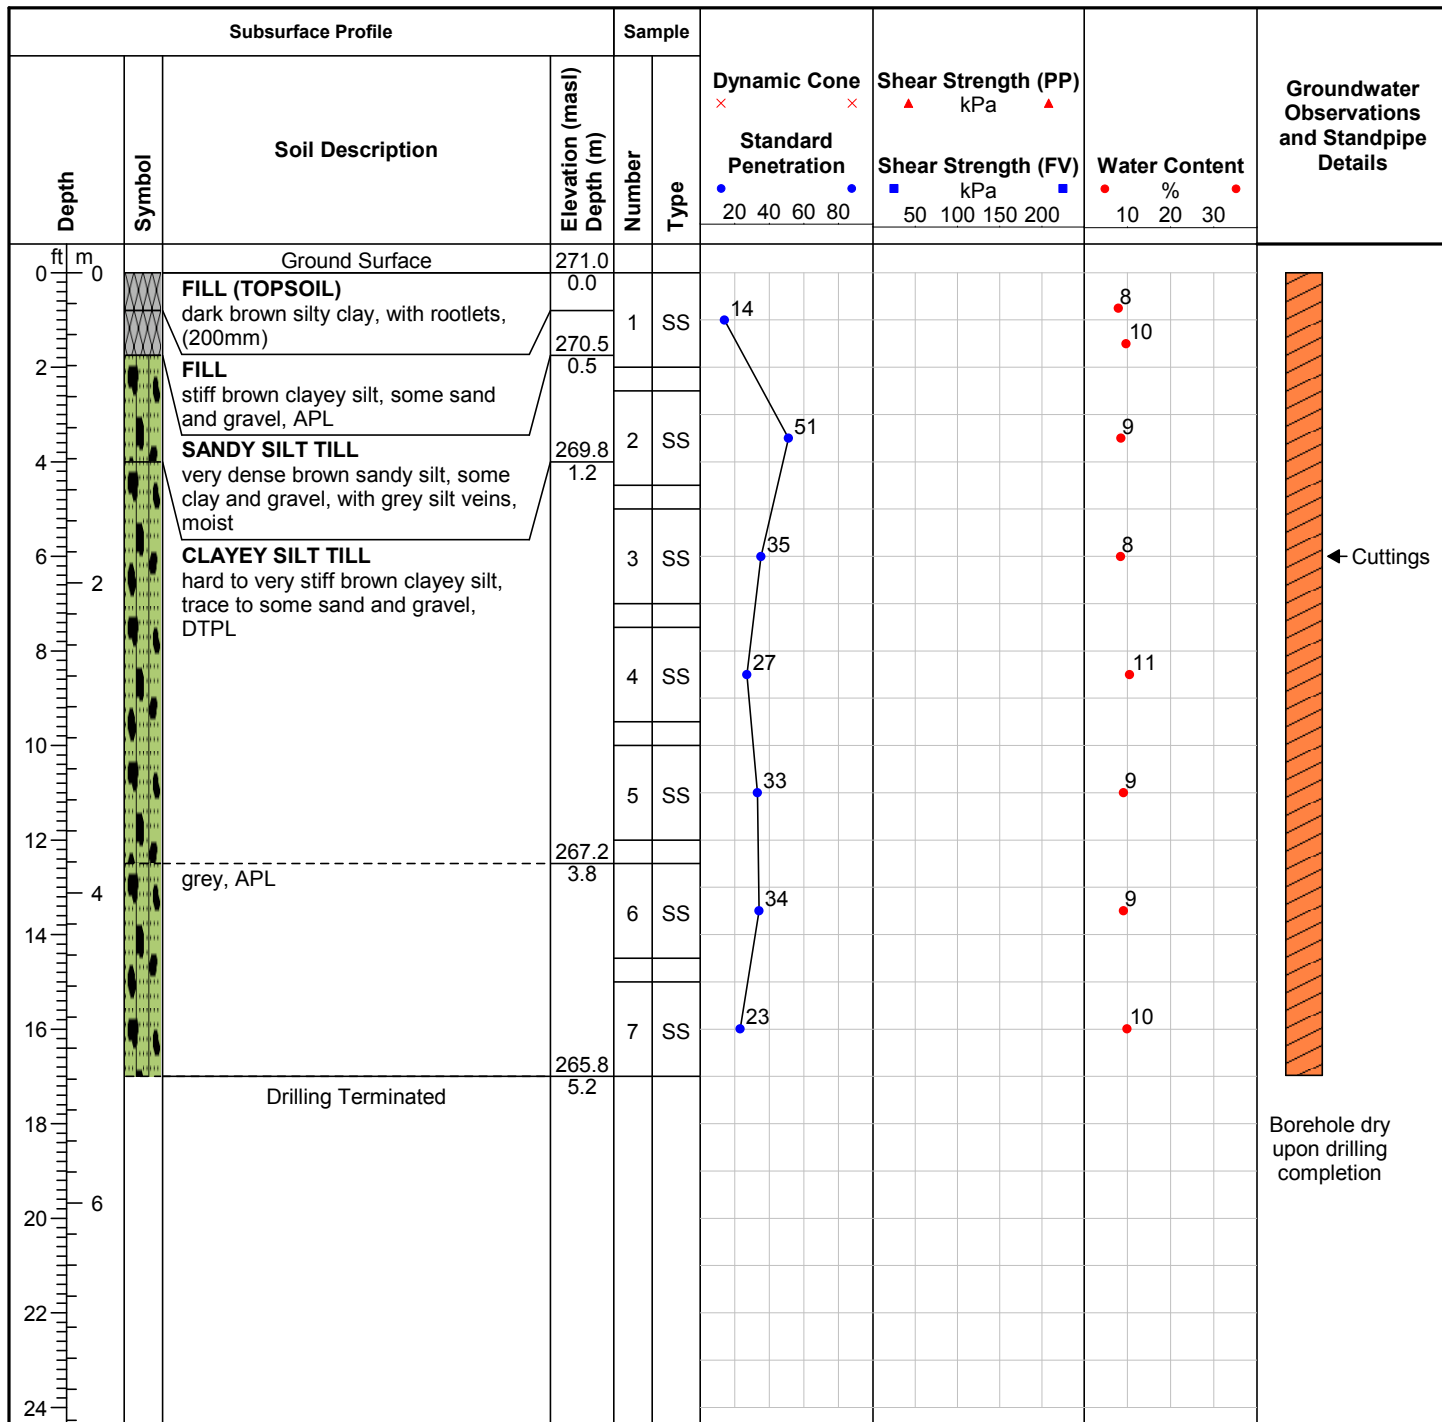 Subsurface Profile
Sample
Depth
Symbol
Soil Description
Elevation (masl)
Depth (m)
Number
Type
Dynamic Cone
Standard
Penetration
20 40 60 80
Shear Strength (PP)
kPa
Shear Strength (FV)
kPa
50 100 150 200
Water Content
%
10 20 30
Groundwater
Observations
and Standpipe
Details
ft m
Ground Surface
271.0
0 0
0.0
FILL (TOPSOIL)
dark brown silty clay, with rootlets,
(200mm)
270.5
0.5
1 SS
14
8
10
2
FILL
stiff brown clayey silt, some sand
and gravel, APL
2 SS
51
9
SANDY SILT TILL
269.8
1.2
4
very dense brown sandy silt, some
clay and gravel, with grey silt veins,
moist
CLAYEY SILT TILL
hard to very stiff brown clayey silt,
trace to some sand and gravel,
DTPL
6
2
3 SS
35
8
Cuttings
8
4 SS
27
11
10
5 SS
33
9
12
267.2
3.8
grey, APL
4
6 SS
34
9
14
16
7 SS
23
10
265.8
5.2
Drilling Terminated
18
Borehole dry
upon drilling
completion
6
20
22
24